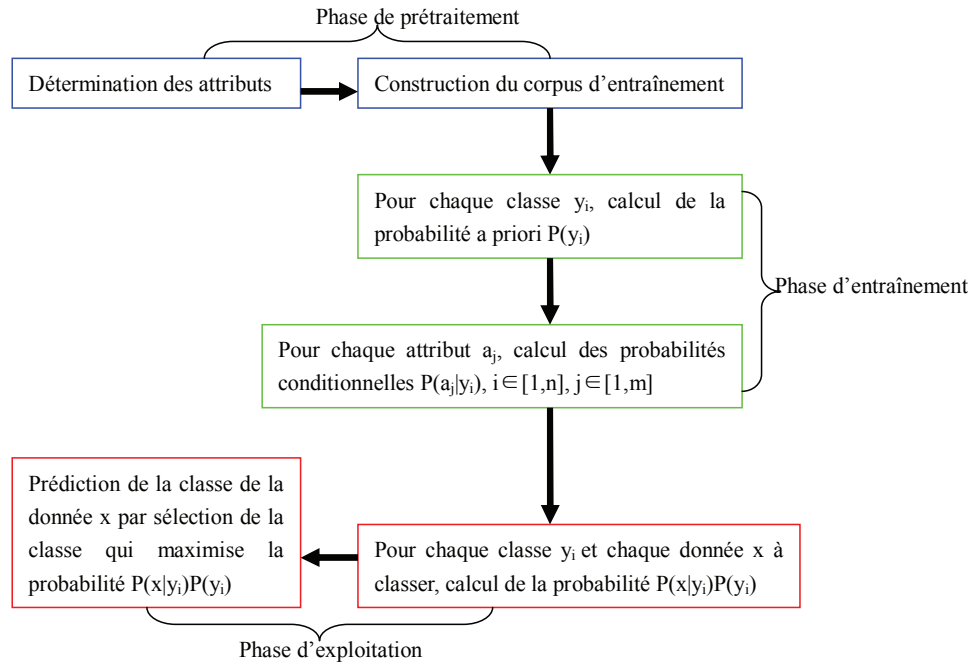 Phase de prétraitement
Détermination des attributs
Construction du corpus d’entraînement
Pour chaque classe yi, calcul de la
probabilité a priori P(yi)
Phase d’entraînement
Pour chaque attribut aj, calcul des probabilités
conditionnelles P(aj|yi), i∈[1,n], j∈[1,m]
Prédiction de la classe de la
donnée x par sélection de la
classe qui maximise la
probabilité P(x|yi)P(yi)
Pour chaque classe yi et chaque donnée x à
classer, calcul de la probabilité P(x|yi)P(yi)
Phase d’exploitation